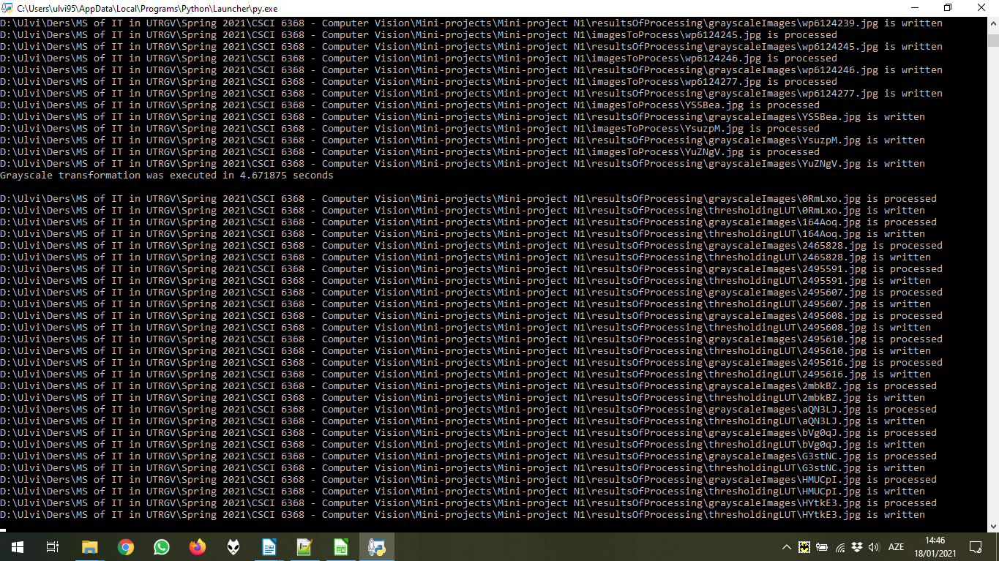 C:\Users\ulvi95\AppData\Local\Programs\Python\Launcher\py.exe
D:\Ulvi\Ders\MS of IT in UTRGV\Spring 2021\CSCI 6368 - Computer Vision\Mini-projects\Mini-project N1\resultsOfProcessing\grayscaleImages\wp6124239.jpg is written
D:\Ulvi\Ders\MS of IT in UTRGV\Spring 2021\CSCI 6368 - Computer Vision\Mini-projects\Mini-project N1\imagesToProcess\wp6124245.jpg is processed
D:\Ulvi\Ders\MS of IT in UTRGV\Spring 2021\CSCI 6368 - Computer Vision\Mini-projects\Mini-project N1\resultsOfProcessing\grayscaleImages\wp6124245.jpg is written
D:\Ulvi\Ders\MS of IT in UTRGV\Spring 2021\CSCI 6368 - Computer Vision\Mini-projects\Mini-project N1\imagesToProcess\wp6124246.jpg is processed
D:\Ulvi\Ders\MS of IT in UTRGV\Spring 2021\CSCI 6368 - Computer Vision\Mini-projects\Mini-project N1\resultsOfProcessing\grayscaleImages\wp6124246.jpg is written
D:\Ulvi\Ders\MS of IT in UTRGV\Spring 2021\CSCI 6368 - Computer Vision\Mini-projects\Mini-project N1\imagesToProcess\wp6124277.jpg is processed
D:\Ulvi\Ders\MS of IT in UTRGV\Spring 2021\CSCI 6368 - Computer Vision\Mini-projects\Mini-project N1\resultsOfProcessing\grayscaleImages\wp6124277.jpg is written
D:\Ulvi\Ders\MS of IT in UTRGV\Spring 2021\CSCI 6368 - Computer Vision\Mini-projects\Mini-project N1\imagesToProcess\YS5Bea.jpg is processed
D:\Ulvi\Ders\MS of IT in UTRGV\Spring 2021\CSCI 6368 - Computer Vision\Mini-projects\Mini-project N1\resultsOfProcessing\grayscaleImages\YS5Bea.jpg is written
D:\Ulvi\Ders\MS of IT in UTRGV\Spring 2021\CSCI 6368 - Computer Vision\Mini-projects\Mini-project N1\imagesToProcess\YsuzpM.jpg is processed
D:\Ulvi\Ders\MS of IT in UTRGV\Spring 2021\CSCI 6368 - Computer Vision\Mini-projects\Mini-project N1\resultsOfProcessing\grayscaleImages\YsuzpM.jpg is written
D:\Ulvi\Ders\MS of IT in UTRGV\Spring 2021\CSCI 6368 - Computer Vision\Mini-projects\Mini-project N1\imagesToProcess\YuZNgV.jpg is processed
D:\Ulvi\Ders\MS of IT in UTRGV\Spring 2021\CSCI 6368 - Computer Vision\Mini-projects\Mini-project N1\resultsOfProcessing\grayscaleImages\YuZNgV.jpg is written
Grayscale transformation was executed in 4.671875 seconds
D:\Ulvi\Ders\MS of IT in UTRGV\Spring 2021\CSCI 6368 - Computer Vision\Mini-projects\Mini-project N1\resultsOfProcessing\grayscaleImages\0RmLxo.jpg is processed
D:\Ulvi\Ders\MS of IT in UTRGV\Spring 2021\CSCI 6368 - Computer Vision\Mini-projects\Mini-project N1\resultsOfProcessing\thresholdingLUT\0RmLxo.jpg is written
D:\Ulvi\Ders\MS of IT in UTRGV\Spring 2021\CSCI 6368 - Computer Vision\Mini-projects\Mini-project N1\resultsOfProcessing\grayscaleImages\164Aoq.jpg is processed
D:\Ulvi\Ders\MS of IT in UTRGV\Spring 2021\CSCI 6368 - Computer Vision\Mini-projects\Mini-project N1\resultsOfProcessing\thresholdingLUT\164Aoq.jpg is written
D:\Ulvi\Ders\MS of IT in UTRGV\Spring 2021\CSCI 6368 - Computer Vision\Mini-projects\Mini-project N1\resultsOfProcessing\grayscaleImages\2465828.jpg is processed
D:\Ulvi\Ders\MS of IT in UTRGV\Spring 2021\CSCI 6368 - Computer Vision\Mini-projects\Mini-project N1\resultsOfProcessing\thresholdingLUT\2465828.jpg is written
D:\Ulvi\Ders\MS of IT in UTRGV\Spring 2021\CSCI 6368 - Computer Vision\Mini-projects\Mini-project N1\resultsOfProcessing\grayscaleImages\2495591.jpg is processed
D:\Ulvi\Ders\MS of IT in UTRGV\Spring 2021\CSCI 6368 - Computer Vision\Mini-projects\Mini-project N1\resultsOfProcessing\thresholdingLUT\2495591.jpg is written
D:\Ulvi\Ders\MS of IT in UTRGV\Spring 2021\CSCI 6368 - Computer Vision\Mini-projects\Mini-project N1\resultsOfProcessing\grayscaleImages\2495607.jpg is processed
D:\Ulvi\Ders\MS of IT in UTRGV\Spring 2021\CSCI 6368 - Computer Vision\Mini-projects\Mini-project N1\resultsOfProcessing\thresholdingLUT\2495607.jpg is written
D:\Ulvi\Ders\MS of IT in UTRGV\Spring 2021\CSCI 6368 - Computer Vision\Mini-projects\Mini-project N1\resultsOfProcessing\grayscaleImages\2495608.jpg is processed
D:\Ulvi\Ders\MS of IT in UTRGV\Spring 2021\CSCI 6368 - Computer Vision\Mini-projects\Mini-project N1\resultsOfProcessing\thresholdingLUT\2495608.jpg is written
D:\Ulvi\Ders\MS of IT in UTRGV\Spring 2021\CSCI 6368 - Computer Vision\Mini-projects\Mini-project N1\resultsOfProcessing\grayscaleImages\2495610.jpg is processed
D:\Ulvi\Ders\MS of IT in UTRGV\Spring 2021\CSCI 6368 - Computer Vision\Mini-projects\Mini-project N1\resultsOfProcessing\thresholdingLUT\2495610.jpg is written
D:\Ulvi\Ders\MS of IT in UTRGV\Spring 2021\CSCI 6368 - Computer Vision\Mini-projects\Mini-project N1\resultsOfProcessing\grayscaleImages\2495616.jpg is processed
D:\Ulvi\Ders\MS of IT in UTRGV\Spring 2021\CSCI 6368 - Computer Vision\Mini-projects\Mini-project N1\resultsOfProcessing\thresholdingLUT\2495616.jpg is written
D:\Ulvi\Ders\MS of IT in UTRGV\Spring 2021\CSCI 6368 - Computer Vision\Mini-projects\Mini-project N1\resultsOfProcessing\grayscaleImages\2mbkBZ.jpg is processed
D:\Ulvi\Ders\MS of IT in UTRGV\Spring 2021\CSCI 6368 - Computer Vision\Mini-projects\Mini-project N1\resultsOfProcessing\thresholdingLUT\2mbkBZ.jpg is written
D:\Ulvi\Ders\MS of IT in UTRGV\Spring 2021\CSCI 6368 - Computer Vision\Mini-projects\Mini-project N1\resultsOfProcessing\grayscaleImages\aQN3LJ.jpg is processed
D:\Ulvi\Ders\MS of IT in UTRGV\Spring 2021\CSCI 6368 - Computer Vision\Mini-projects\Mini-project N1\resultsOfProcessing\thresholdingLUT\aQN3LJ.jpg is written
D:\Ulvi\Ders\MS of IT in UTRGV\Spring 2021\CSCI 6368 - Computer Vision\Mini-projects\Mini-project N1\resultsOfProcessing\grayscaleImages\bVg0qJ.jpg is processed
D:\Ulvi\Ders\MS of IT in UTRGV\Spring 2021\CSCI 6368 - Computer Vision\Mini-projects\Mini-project N1\resultsOfProcessing\thresholdingLUT\bVg0qJ.jpg is written
D:\Ulvi\Ders\MS of IT in UTRGV\Spring 2021\CSCI 6368 - Computer Vision\Mini-projects\Mini-project N1\resultsOfProcessing\grayscaleImages\G3stNC.jpg is processed
D:\Ulvi\Ders\MS of IT in UTRGV\Spring 2021\CSCI 6368 - Computer Vision\Mini-projects\Mini-project N1\resultsOfProcessing\thresholdingLUT\G3stNC.jpg is written
D:\Ulvi\Ders\MS of IT in UTRGV\Spring 2021\CSCI 6368 - Computer Vision\Mini-projects\Mini-project N1\resultsOfProcessing\grayscaleImages\HMUCpI.jpg is processed
D:\Ulvi\Ders\MS of IT in UTRGV\Spring 2021\CSCI 6368 - Computer Vision\Mini-projects\Mini-project N1\resultsOfProcessing\thresholdingLUT\HMUCpI.jpg is written
D:\Ulvi\Ders\MS of IT in UTRGV\Spring 2021\CSCI 6368 - Computer Vision\Mini-projects\Mini-project N1\resultsOfProcessing\grayscaleImages\HYtkE3.jpg is processed
D:\Ulvi\Ders\MS of IT in UTRGV\Spring 2021\CSCI 6368 - Computer Vision\Mini-projects\Mini-project N1\resultsOfProcessing\thresholdingLUT\HYtkE3.jpg is written
AZE
14:46
18/01/2021